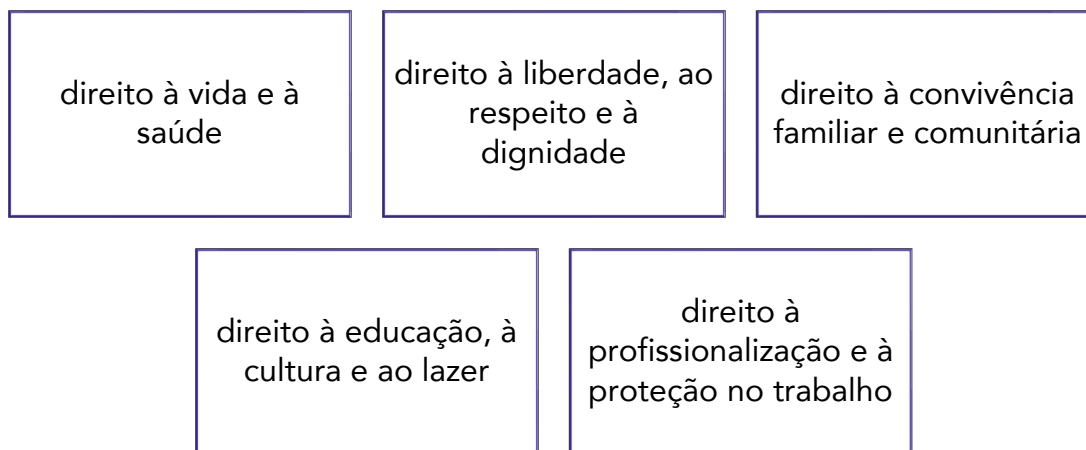 direito à vida e à
saúde
direito à liberdade, ao
respeito e à
dignidade
direito à convivência
familiar e comunitária
direito à educação, à
cultura e ao lazer
direito à
profissionalização e à
proteção no trabalho